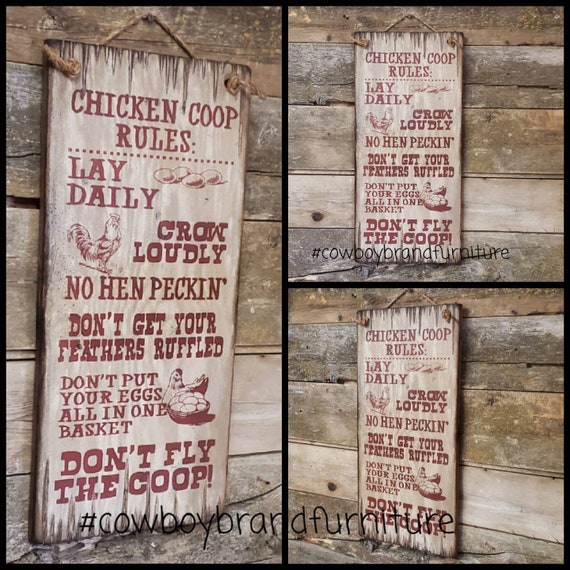 CHICKEN COOP
RULES:
LAY
DAILY
CROW
LOUDLY
NO HEN PECKIN'
DON'T GET YOUR
FEATHERS RUFFLED
DON'T PUT
YOUR EGGS
ALL IN ONE
BASKET
DON'T FLY
THE COOP!
#cowboybrandfurniture
CHICKEN COOP
RULES:
LAY
DAILY
CROW
LOUDLY
NO HEN PECKIN'
DON'T GET YOUR
FEATHERS RUFFLED
DON'T PUT
YOUR EGGS
ALL IN ONE
BASKET
DON'T FLY
THE COOP!
#cowboybrandfurniture
CHICKEN COOP
RULES:
LAY
DAILY
CROW
LOUDLY
NO HEN PECKIN'
DON'T GET YOUR
FEATHERS RUFFLED
DON'T PUT
YOUR EGGS
ALL IN ONE
BASKET
DON'T FLY
THE COOP!